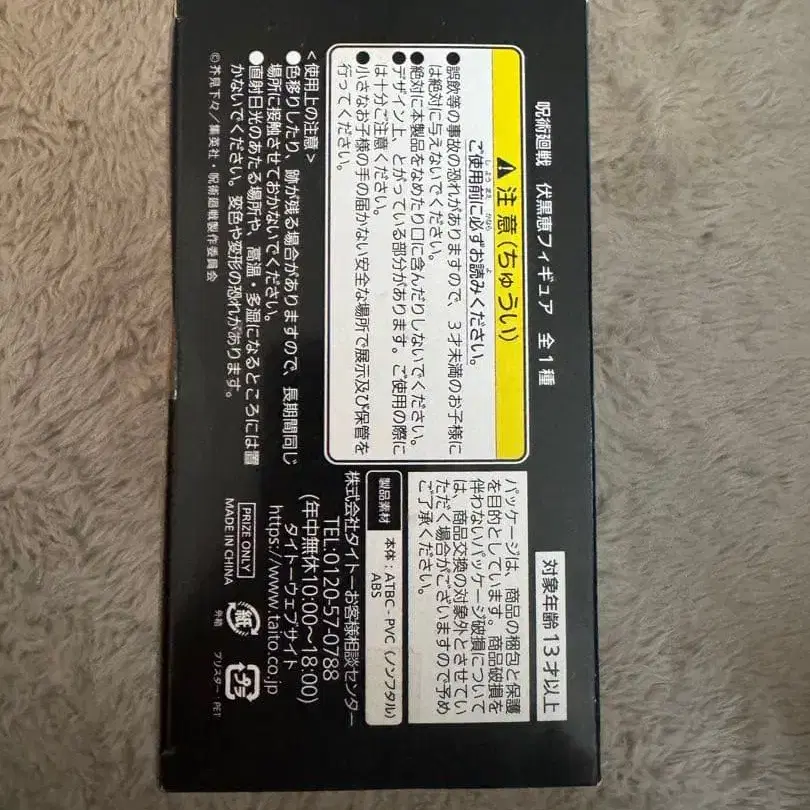 呪術廻戦 伏黒恵フィギュア 全1種
対象年齢13才以上
⚠注意(ちゅうい)
しようまえ かなら よ
ご使用前に必ずお読みください。
●誤飲等の事故の恐れがありますので、3才未満のお子様に
は絶対に与えないでください。
●絶対に本製品をなめたり口に含んだりしないでください。
●デザイン上、とがっている部分があります。ご使用の際に
は十分ご注意ください。
●小さなお子様の手の届かない安全な場所で展示及び保管を
行ってください。
<使用上の注意>
●色移りしたり、跡が残る場合がありますので、長期間同じ
場所に接触させておかないでください。
●直射日光のあたる場所や、高温・多湿になるところには置
かないでください。変色や変形の恐れがあります。
©芥見下々/集英社・呪術廻戦製作委員会
パッケージは、商品の梱包と保護
を目的としています。商品破損を
伴わないパッケージ破損について
は、商品交換の対象外とさせてい
ただく場合がございますので予め
ご了承ください。
製品素材
本体:ATBC-PVC(ノンフタル)
ABS
株式会社タイトーお客様相談センター
TEL:0120-57-0788
(年中無休10:00〜18:00)
タイトーウェブサイト
https://www.taito.co.jp
PRIZE ONLY
MADE IN CHINA
紙
外箱
プラ
ブリスター:PET